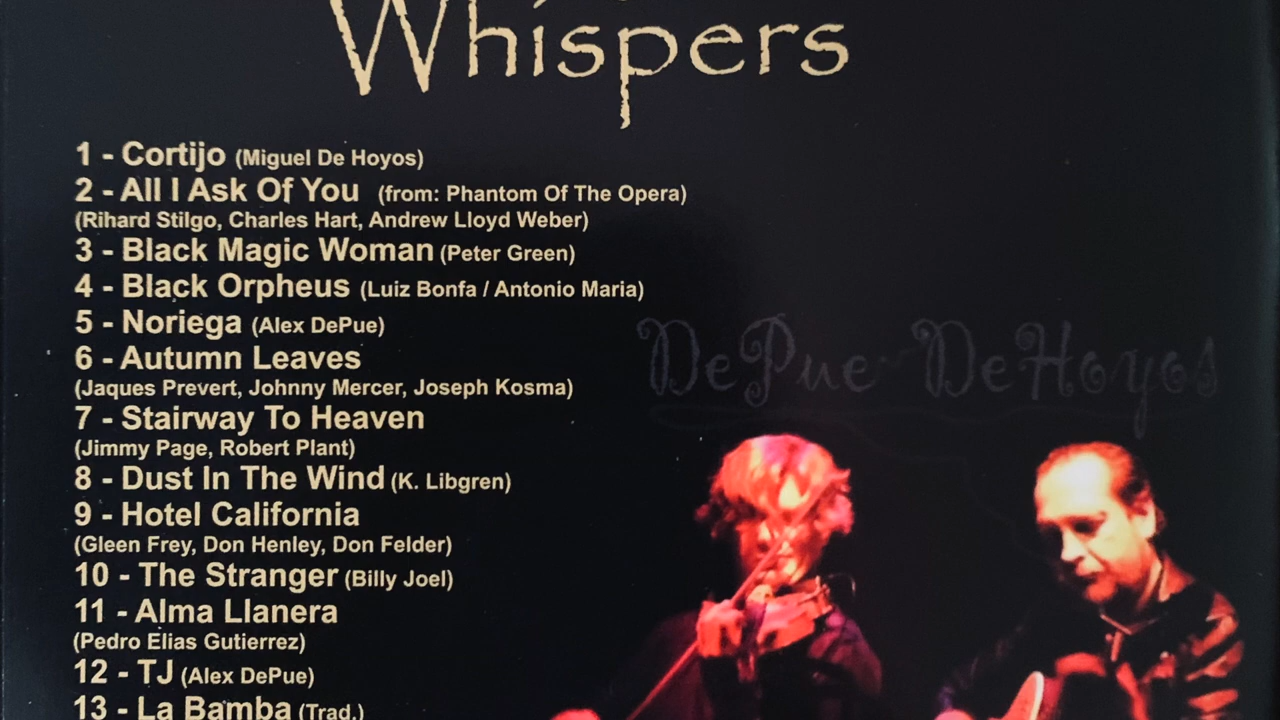 Whispers
1 - Cortijo (Miguel De Hoyos)
2 - All I Ask Of You (from: Phantom Of The Opera)
(Rihard Stilgo, Charles Hart, Andrew Lloyd Weber)
3 - Black Magic Woman (Peter Green)
4 - Black Orpheus (Luiz Bonfa / Antonio Maria)
5 - Noriega (Alex DePue)
6 - Autumn Leaves
(Jaques Prevert, Johnny Mercer, Joseph Kosma)
7 - Stairway To Heaven
(Jimmy Page, Robert Plant)
8 - Dust In The Wind (K. Libgren)
9 - Hotel California
(Gleen Frey, Don Henley, Don Felder)
10 - The Stranger (Billy Joel)
11 - Alma Llanera
(Pedro Elias Gutierrez)
12 - TJ (Alex DePue)
13 - La Bamba (Trad.)
DePue DeHoyos